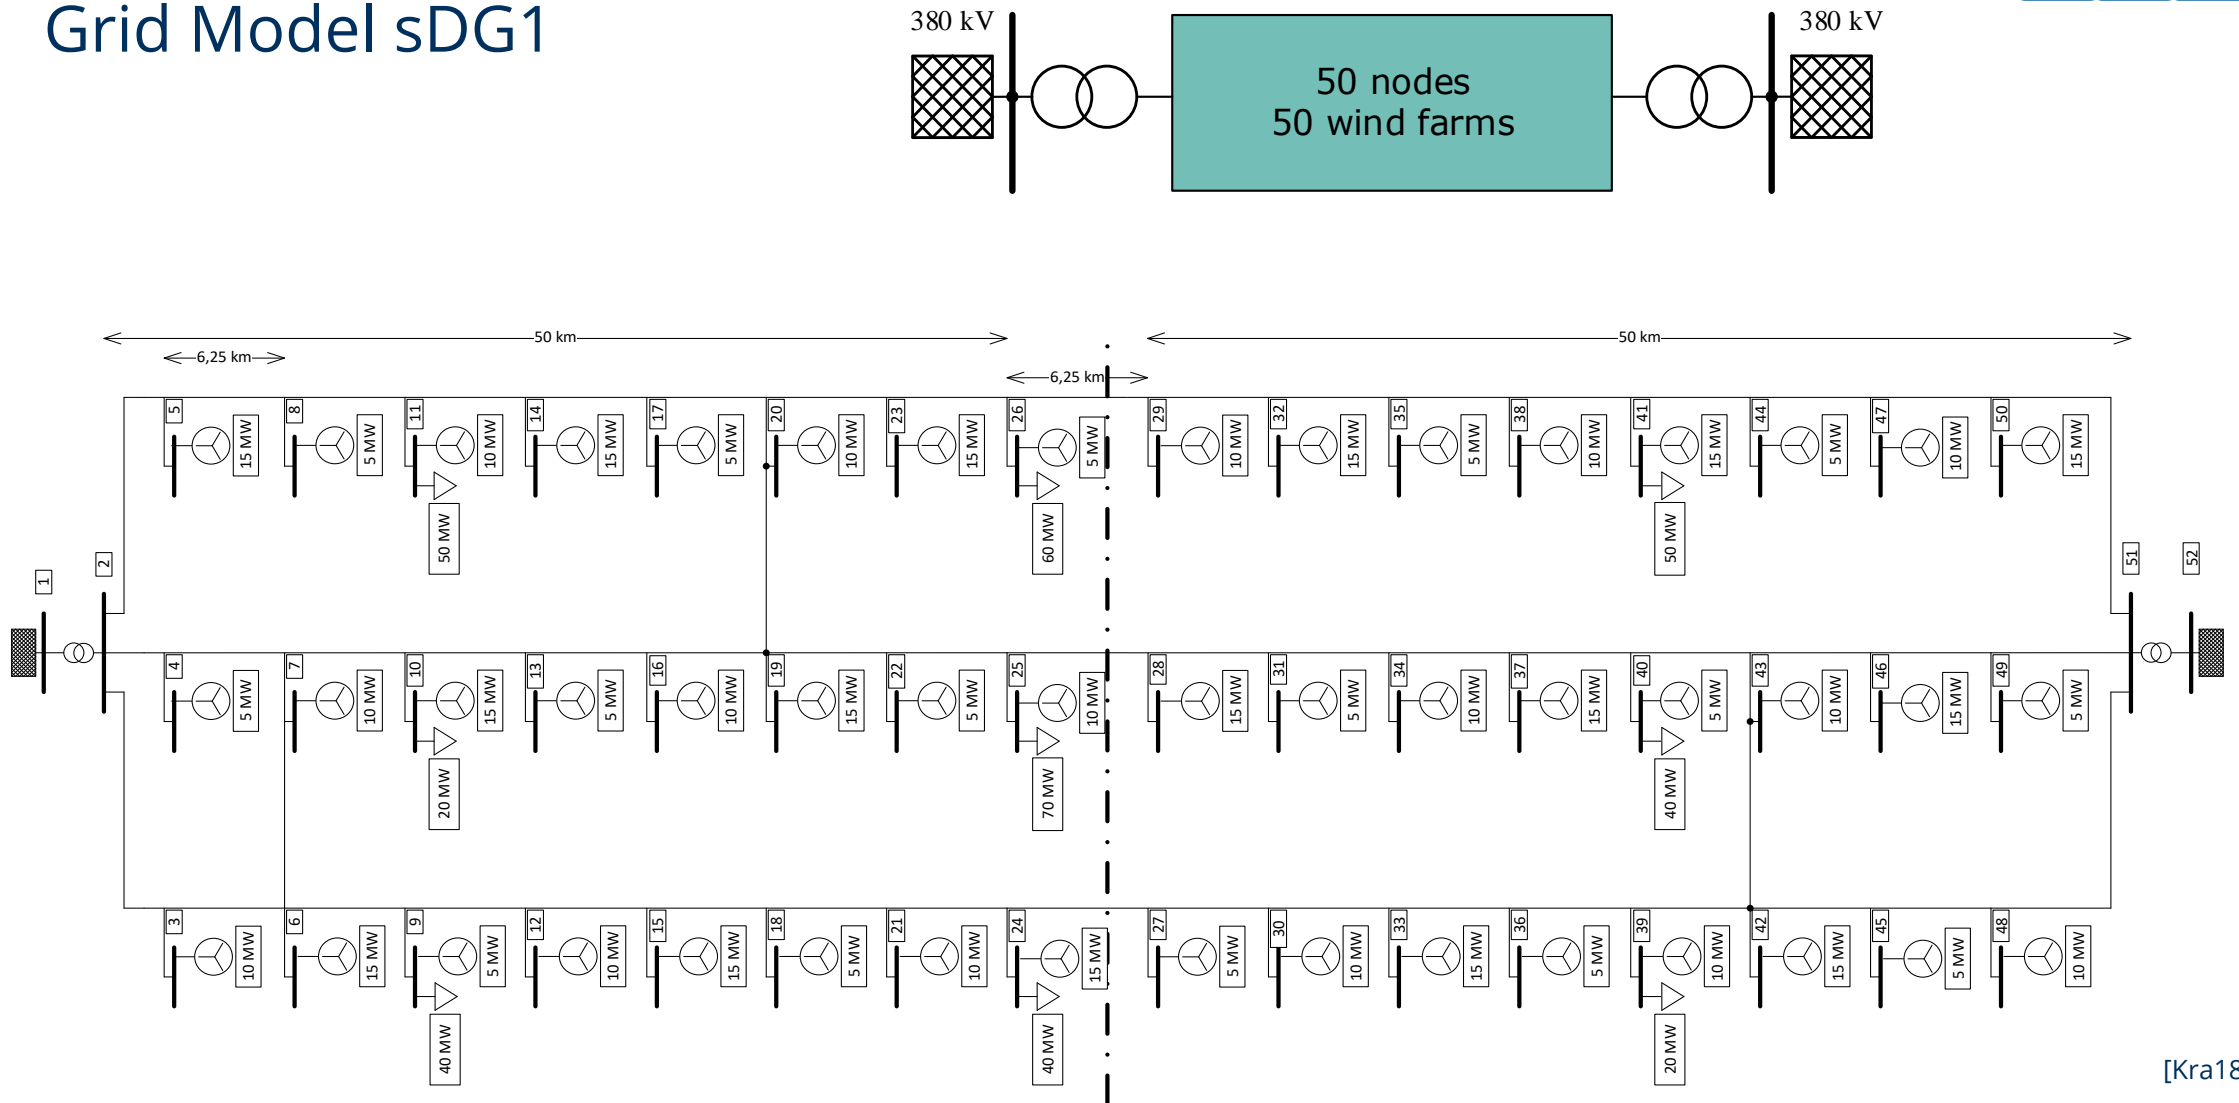 Grid Model sDG1
380 kV
380 kV
50 nodes
50 wind farms
50 km
50 km
6,25 km
6,25 km
5
15 MW
8
5 MW
11
10 MW
50 MW
14
15 MW
17
5 MW
20
10 MW
23
15 MW
26
5 MW
60 MW
29
10 MW
32
15 MW
35
5 MW
38
10 MW
41
15 MW
50 MW
44
5 MW
47
10 MW
50
15 MW
1
2
51
52
4
5 MW
7
10 MW
10
15 MW
20 MW
13
5 MW
16
10 MW
19
15 MW
22
5 MW
25
10 MW
70 MW
28
15 MW
31
5 MW
34
10 MW
37
15 MW
40
5 MW
40 MW
43
10 MW
46
15 MW
49
5 MW
3
10 MW
6
15 MW
9
5 MW
40 MW
12
10 MW
15
15 MW
18
5 MW
21
10 MW
24
15 MW
40 MW
27
5 MW
30
10 MW
33
15 MW
36
5 MW
39
10 MW
20 MW
42
15 MW
45
5 MW
48
10 MW
[Kra18